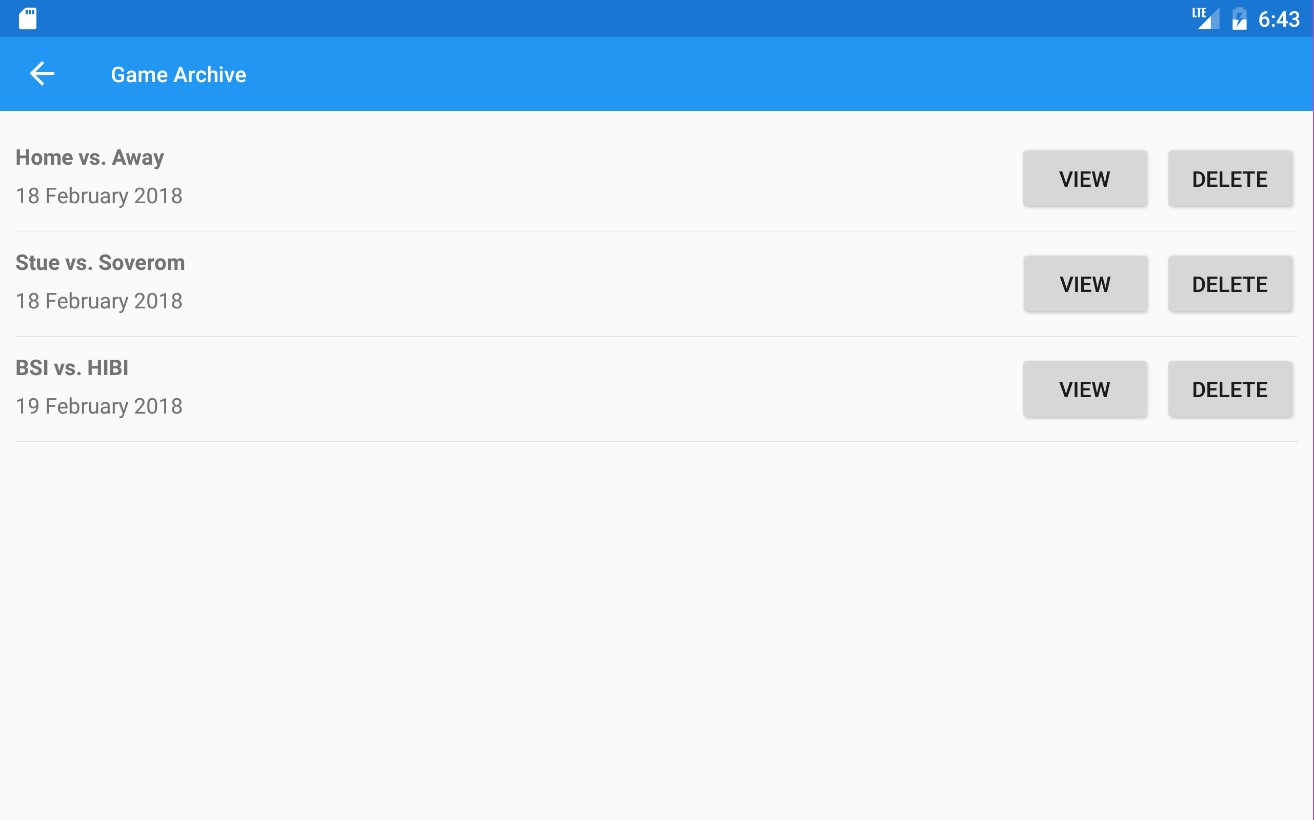 LTE 6:43
Game Archive
Home vs. Away
18 February 2018
VIEW DELETE
Stue vs. Soverom
18 February 2018
VIEW DELETE
BSI vs. HIBI
19 February 2018
VIEW DELETE